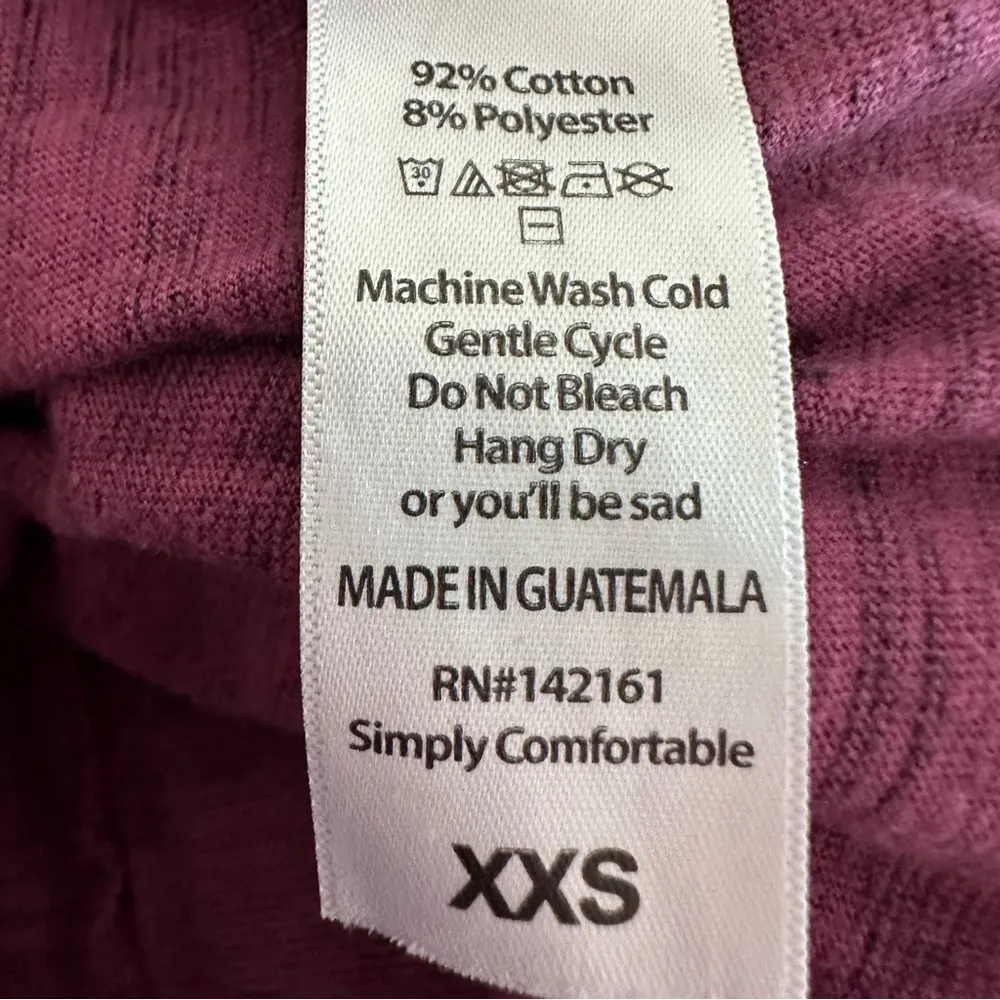 92% Cotton
8% Polyester
30
Machine Wash Cold
Gentle Cycle
Do Not Bleach
Hang Dry
or you'll be sad
MADE IN GUATEMALA
RN#142161
Simply Comfortable
XXS